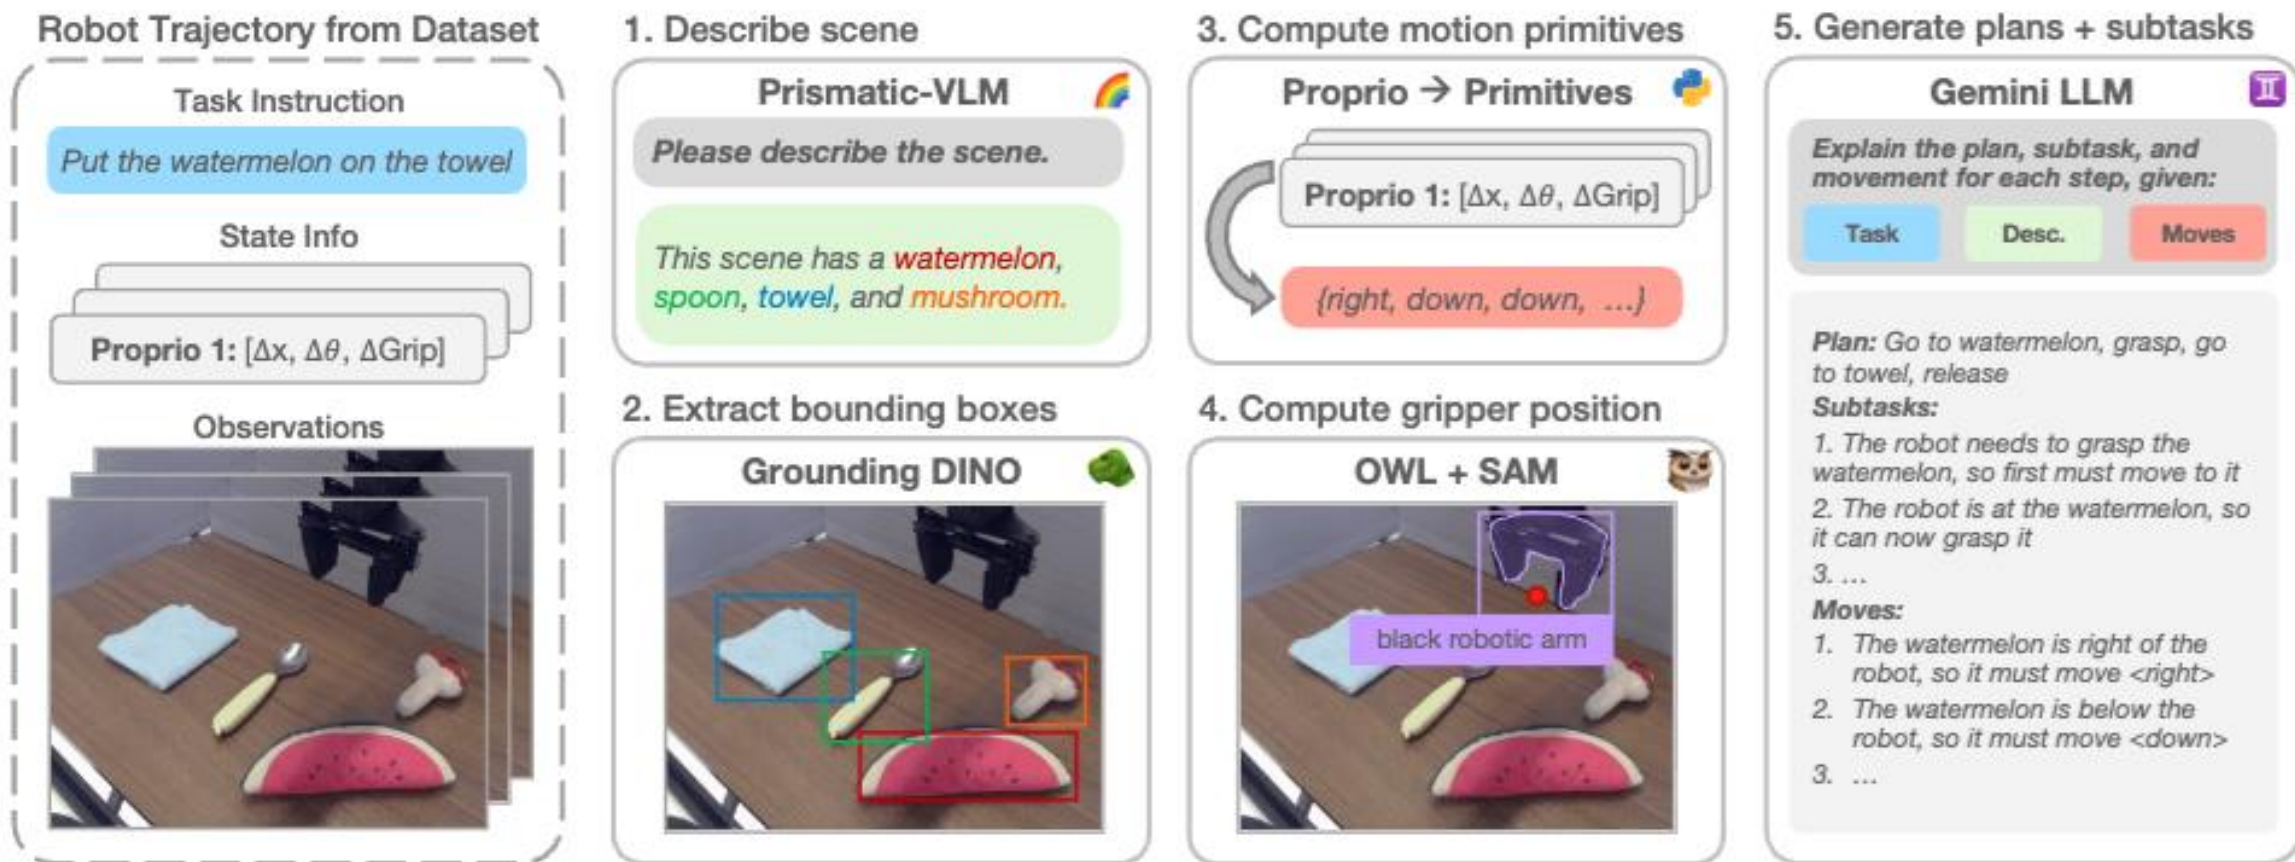 Robot Trajectory from Dataset
Task Instruction
Put the watermelon on the towel
State Info
Proprio 1: [Δx, Δθ, ΔGrip]
Observations
1. Describe scene
Prismatic-VLM
Please describe the scene.
This scene has a watermelon,
spoon, towel, and mushroom.
2. Extract bounding boxes
Grounding DINO
3. Compute motion primitives
Proprio → Primitives
Proprio 1: [Δx, Δθ, ΔGrip]
{right, down, down, ...}
4. Compute gripper position
OWL + SAM
black robotic arm
5. Generate plans + subtasks
Gemini LLM
Explain the plan, subtask, and
movement for each step, given:
Task
Desc.
Moves
Plan: Go to watermelon, grasp, go
to towel, release
Subtasks:
1. The robot needs to grasp the
watermelon, so first must move to it
2. The robot is at the watermelon, so
it can now grasp it
3. ...
Moves:
1. The watermelon is right of the
robot, so it must move <right>
2. The watermelon is below the
robot, so it must move <down>
3. ...